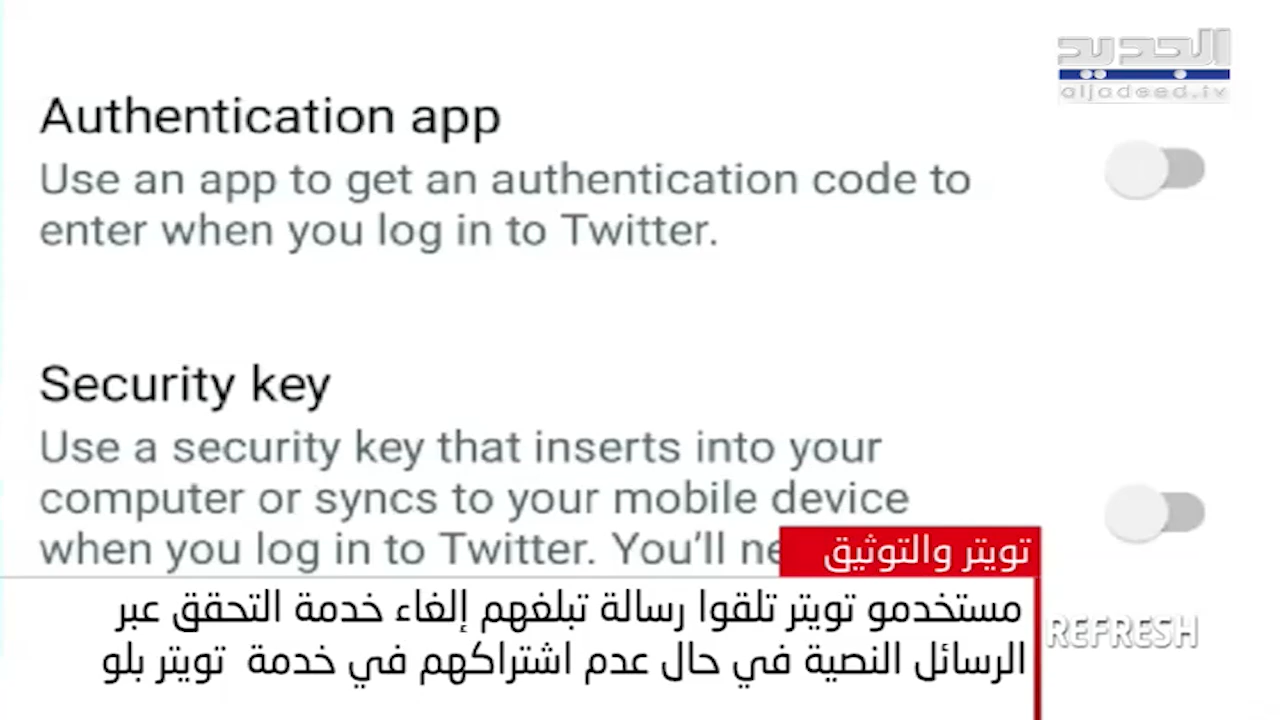 الجديد
aljadeed.tv
Authentication app
Use an app to get an authentication code to
enter when you log in to Twitter.
Security key
Use a security key that inserts into your
computer or syncs to your mobile device
when you log in to Twitter. You'll ne
تويتر والتوثيق
مستخدمو تويتر تلقوا رسالة تبلغهم إلغاء خدمة التحقق عبر
الرسائل النصية في حال عدم اشتراكهم في خدمة تويتر بلو
REFRESH